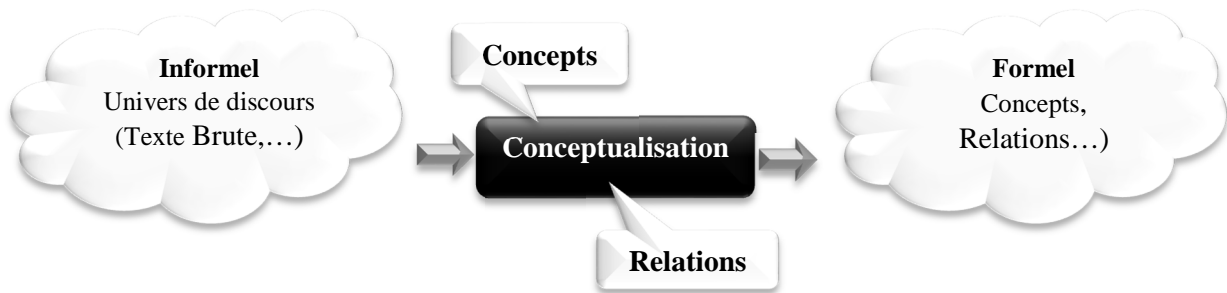 Informel
Univers de discours
(Texte Brute,…)
Concepts
Conceptualisation
Relations
Formel
Concepts,
Relations…)